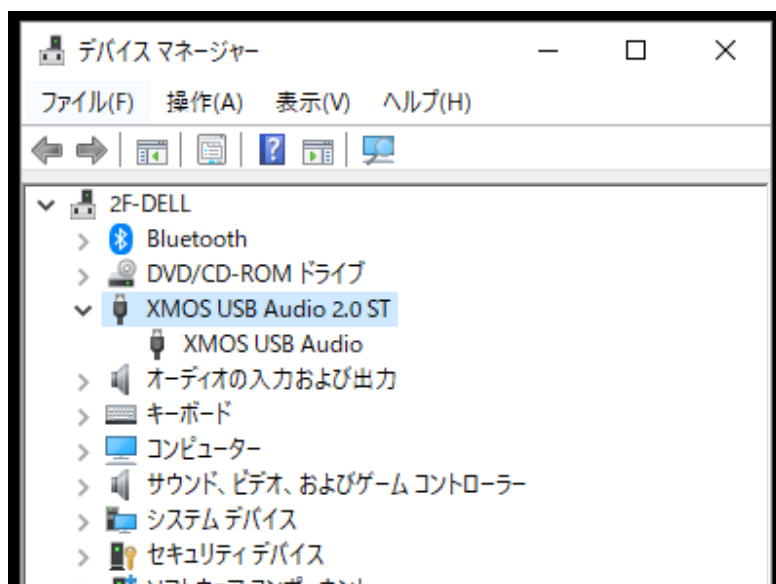 デバイス マネージャー
ファイル(F) 操作(A) 表示(V) ヘルプ(H)
2F-DELL
Bluetooth
DVD/CD-ROM ドライブ
XMOS USB Audio 2.0 ST
XMOS USB Audio
オーディオの入力および出力
キーボード
コンピューター
サウンド、ビデオ、およびゲーム コントローラー
システム デバイス
セキュリティ デバイス